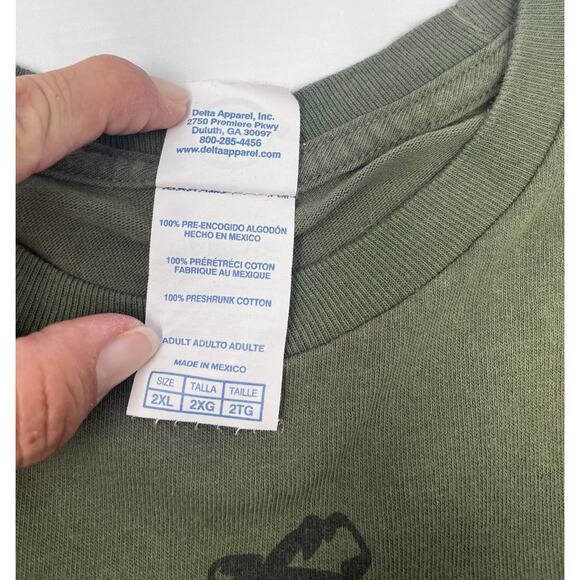 Delta Apparel, Inc.
2750 Premiere Pkwy
Duluth, GA 30097
800-285-4456
www.deltaapparel.com
100% PRE-ENCOGIDO ALGODÓN
HECHO EN MEXICO
100% PRÉRÉTRÉCI COTON
FABRIQUE AU MEXIQUE
100% PRESHRUNK COTTON
ADULT ADULTO ADULTE
MADE IN MEXICO
SIZE TALLA TAILLE
2XL 2XG 2TG